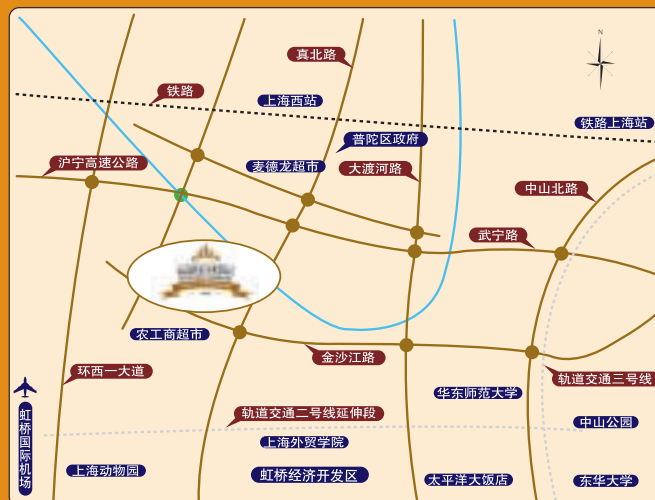 N
真北路
铁路
上海西站
铁路上海站
普陀区政府
沪宁高速公路
麦德龙超市
大渡河路
中山北路
武宁路
农工商超市
金沙江路
环西一大道
轨道交通三号线
华东师范大学
轨道交通二号线延伸段
中山公园
上海外贸学院
虹桥国际机场
上海动物园
虹桥经济开发区
太平洋大饭店
东华大学